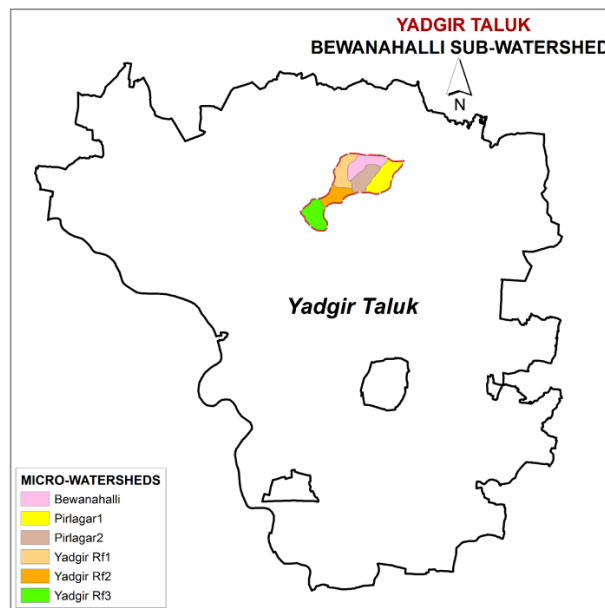 YADGIR TALUK
BEWANAHALLI SUB-WATERSHED
N
Yadgir Taluk
MICRO-WATERSHEDS
Bewanahalli
Pirlagar1
Pirlagar2
Yadgir Rf1
Yadgir Rf2
Yadgir Rf3